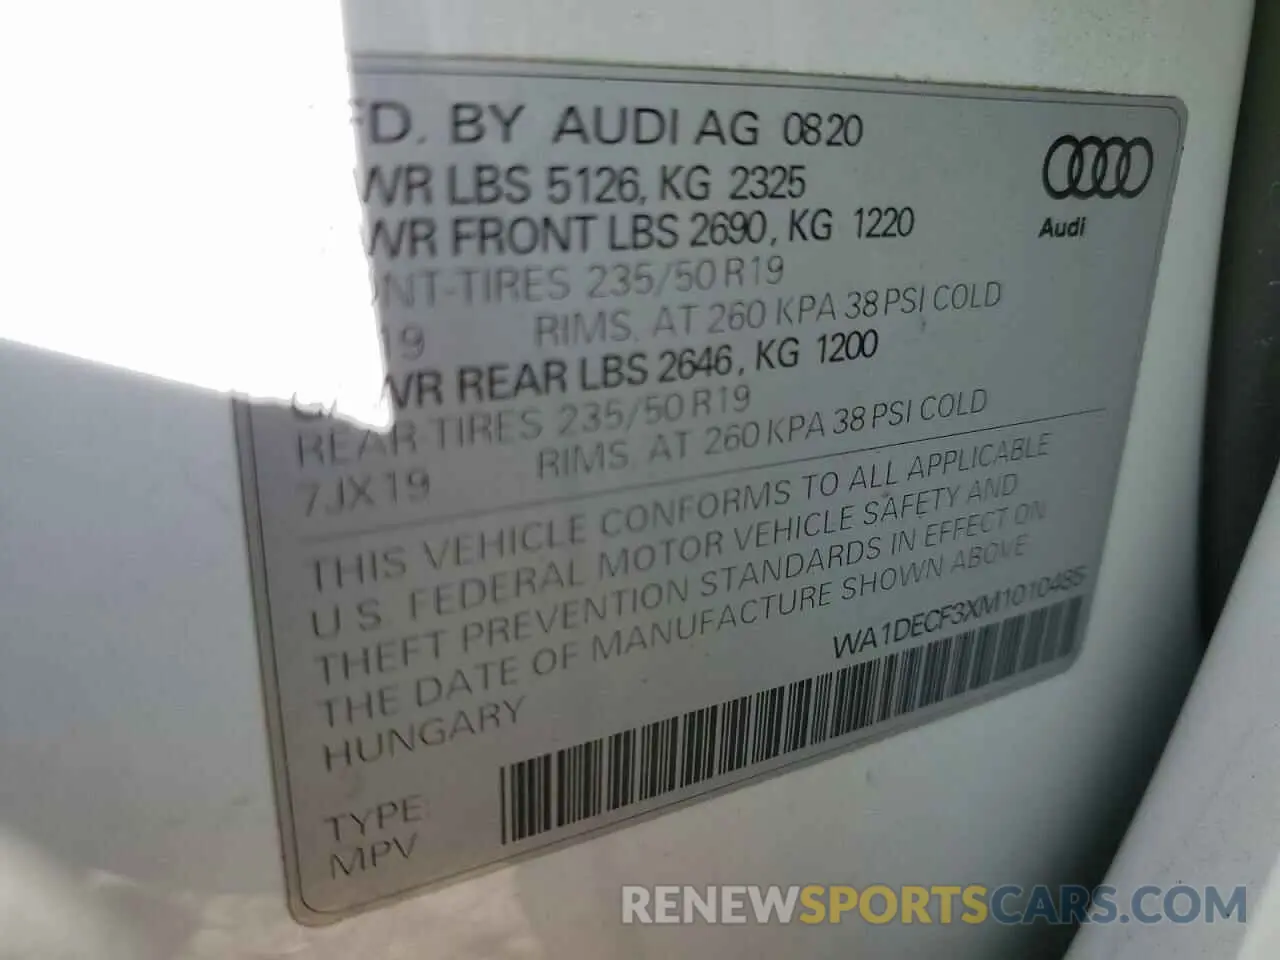 FD. BY AUDI AG 0820
WR LBS 5126, KG 2325
WR FRONT LBS 2690, KG 1220
NT-TIRES 235/50 R19
19 RIMS. AT 260 KPA 38 PSI COLD
WR REAR LBS 2646, KG 1200
REAR-TIRES 235/50 R19
7JX19 RIMS. AT 260 KPA 38 PSI COLD
THIS VEHICLE CONFORMS TO ALL APPLICABLE
U.S. FEDERAL MOTOR VEHICLE SAFETY AND
THEFT PREVENTION STANDARDS IN EFFECT ON
THE DATE OF MANUFACTURE SHOWN ABOVE
HUNGARY
WA1DECF3XM1010485
TYPE:
MPV
Audi
RENEWSPORTSCARS.COM